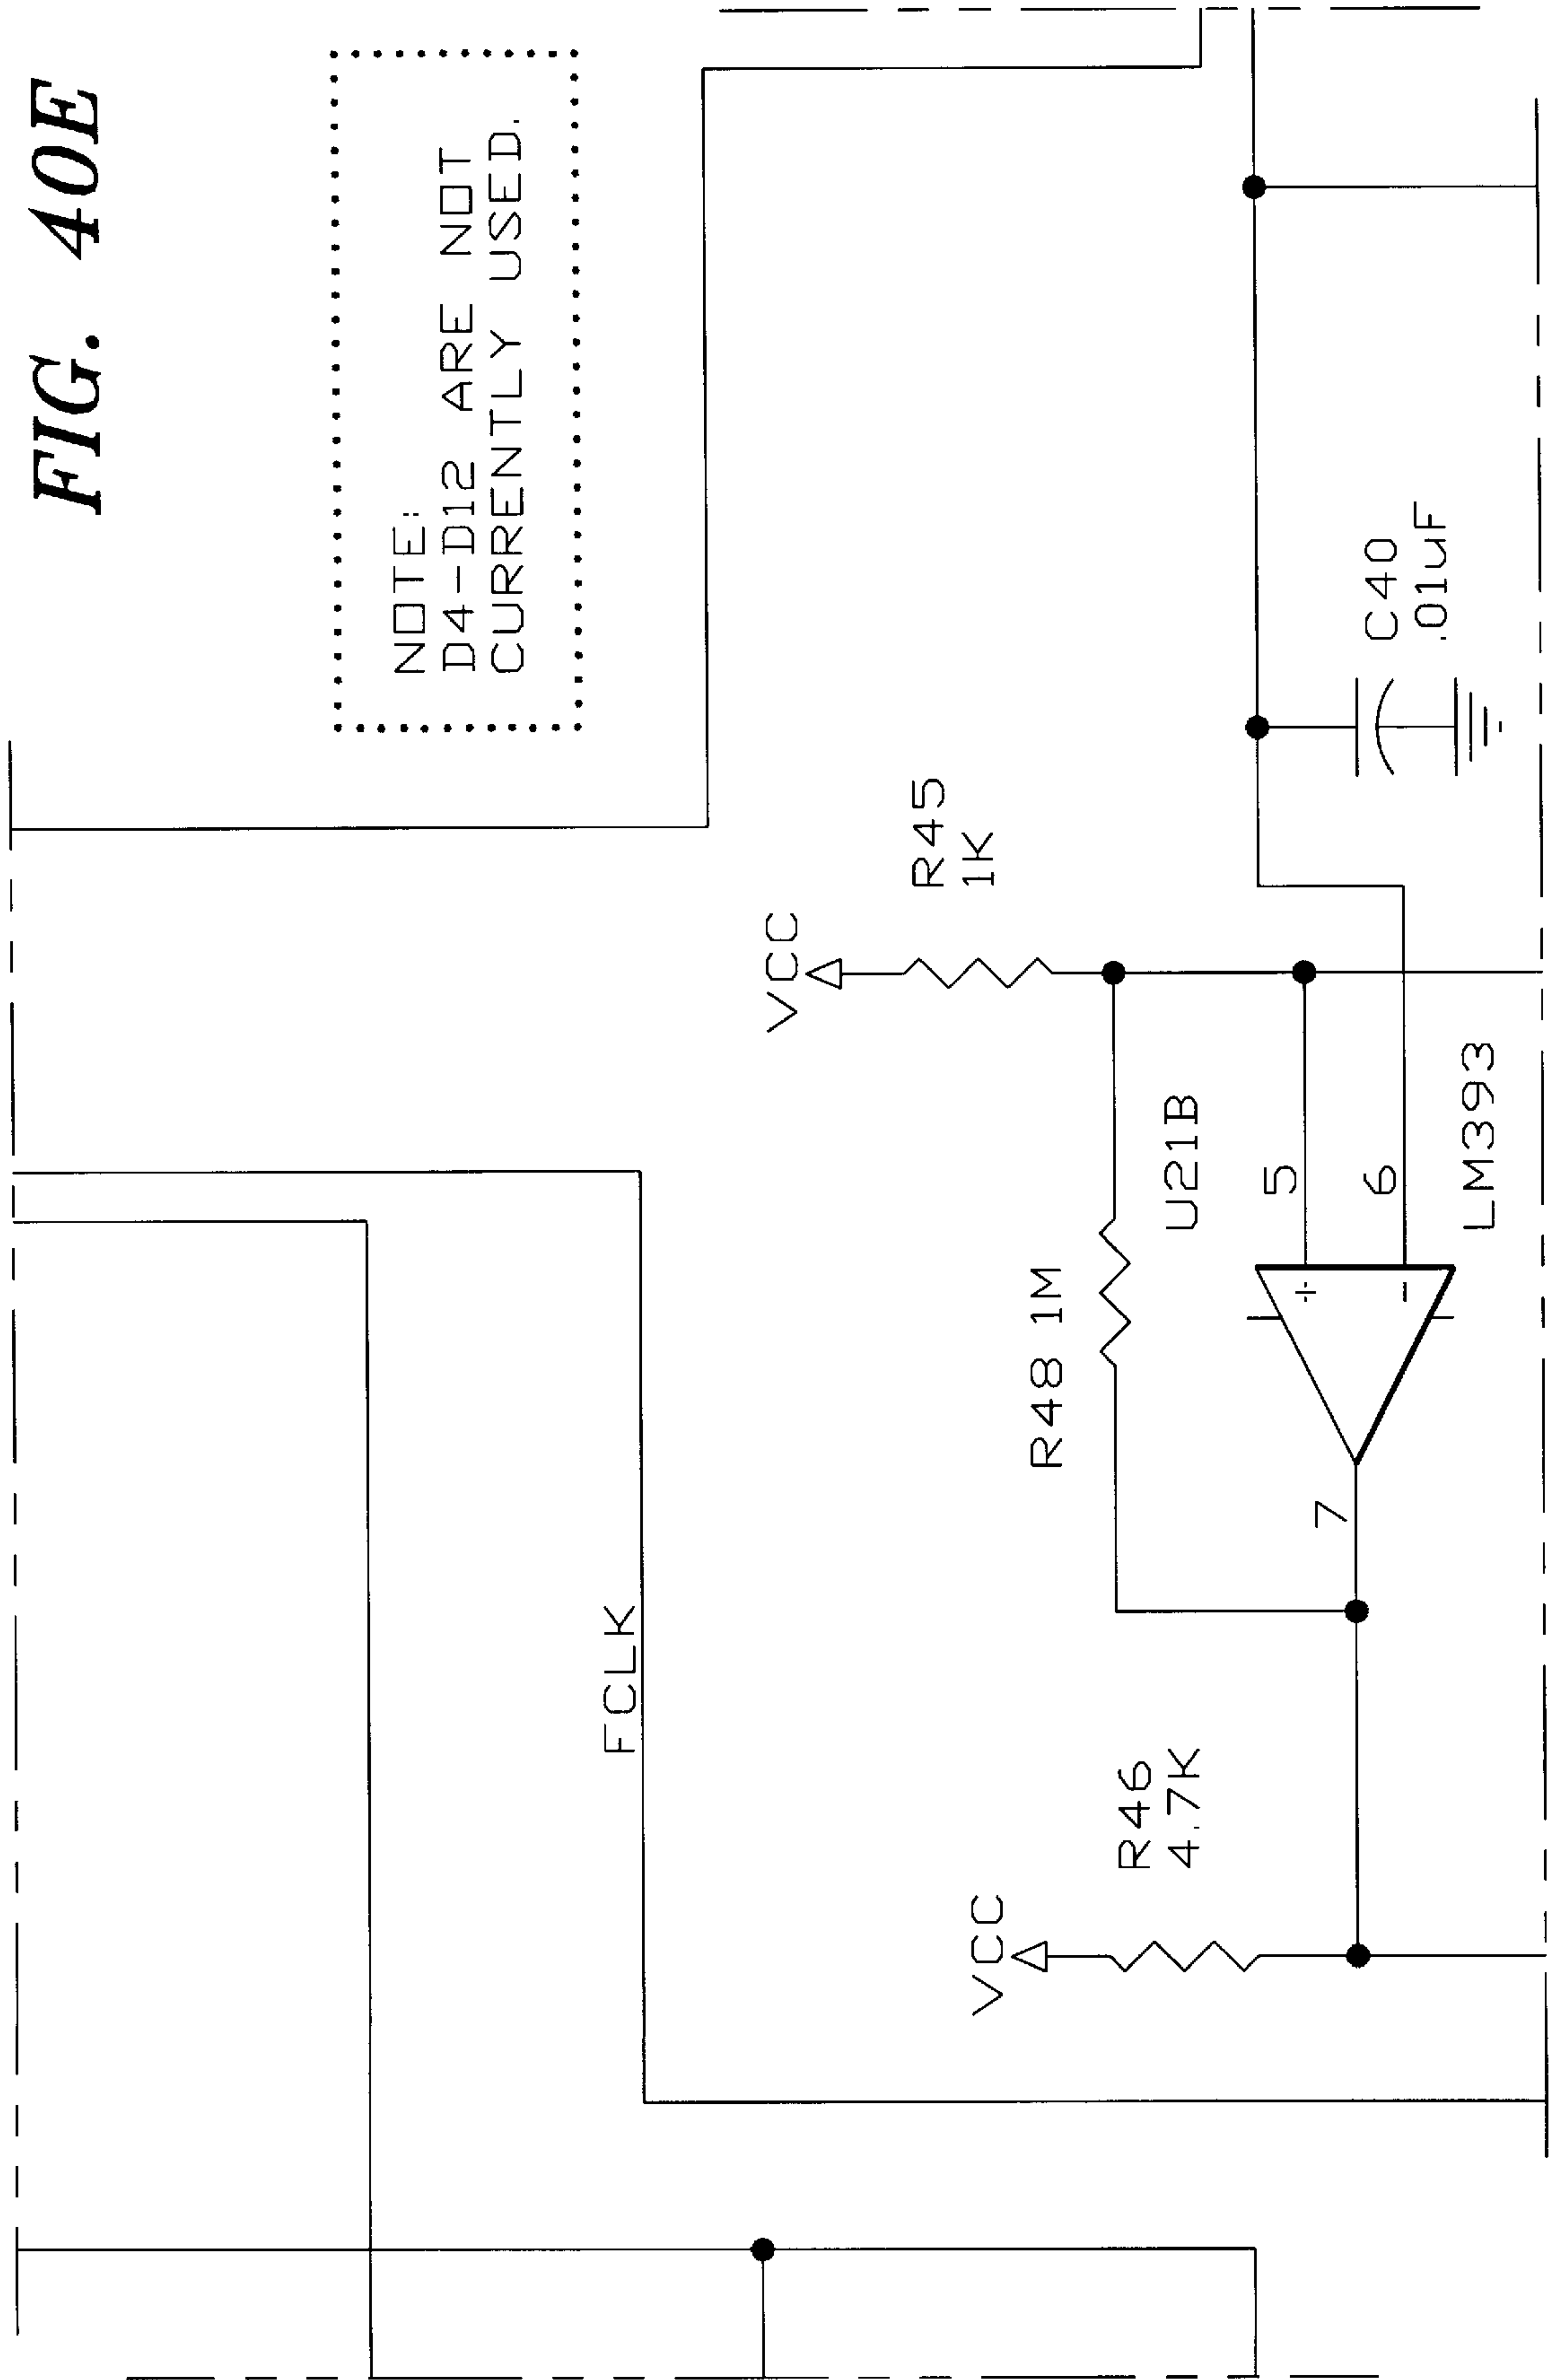 FIG. 40E
NOTE:
D4-D12 ARE NOT
CURRENTLY USED.
FCLK
VCC
R45
1K
VCC
R46
4.7K
R48 1M
U21B
5
6
7
LM393
C40
.01uF